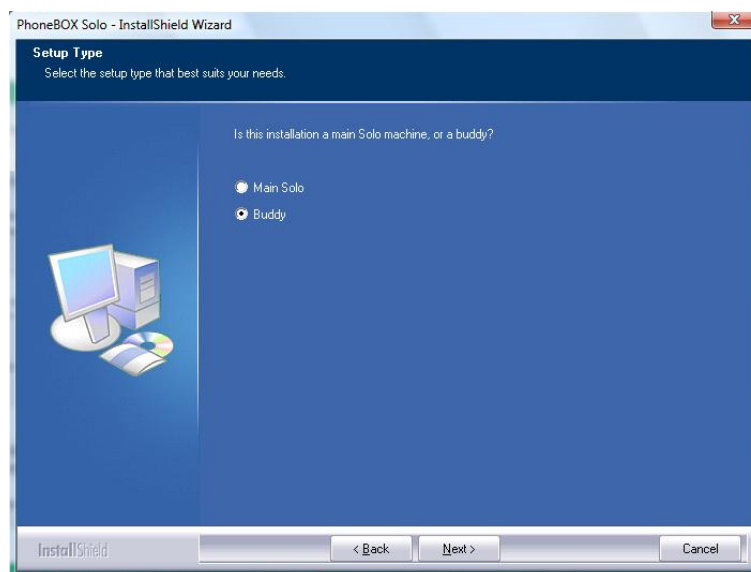 PhoneBOX Solo - InstallShield Wizard
Setup Type
Select the setup type that best suits your needs.
Is this installation a main Solo machine, or a buddy?
Main Solo
Buddy
InstallShield
< Back
Next >
Cancel